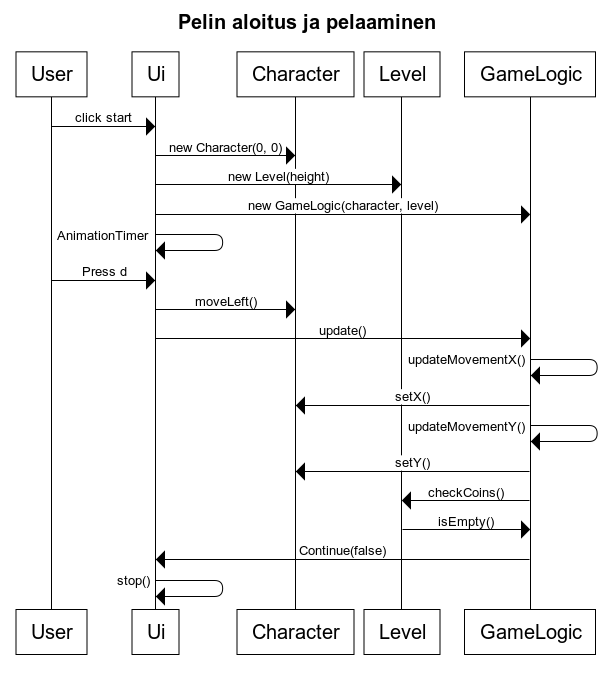 Pelin aloitus ja pelaaminen
User
Ui
Character
Level
GameLogic
click start
new Character(0, 0)
new Level(height)
new GameLogic(character, level)
AnimationTimer
Press d
moveLeft()
update()
updateMovementX()
setX()
updateMovementY()
setY()
checkCoins()
isEmpty()
Continue(false)
stop()
User
Ui
Character
Level
GameLogic